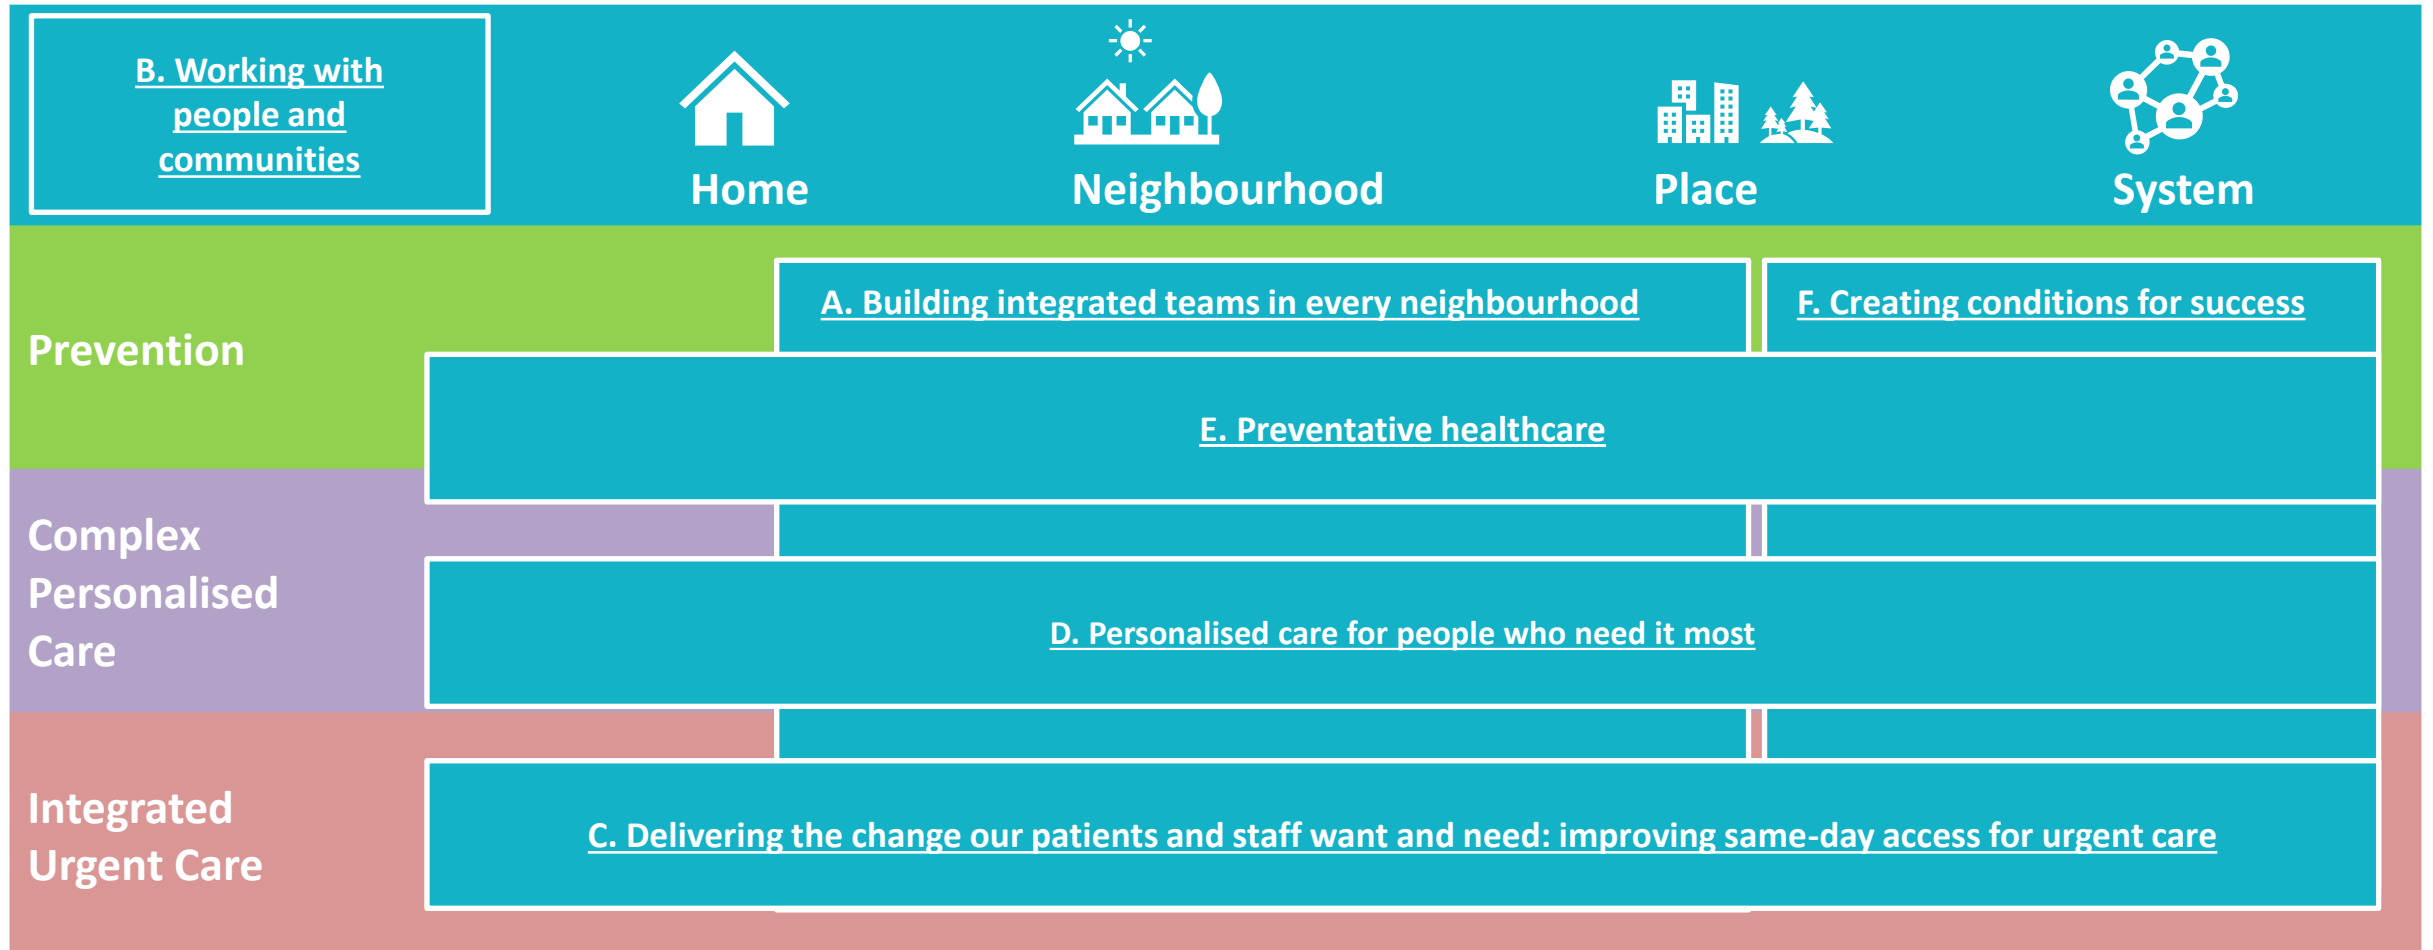 B. Working with
people and
communities
Home
Neighbourhood
Place
System
Prevention
A. Building integrated teams in every neighbourhood
F. Creating conditions for success
E. Preventative healthcare
Complex
Personalised
Care
D. Personalised care for people who need it most
Integrated
Urgent Care
C. Delivering the change our patients and staff want and need: improving same-day access for urgent care